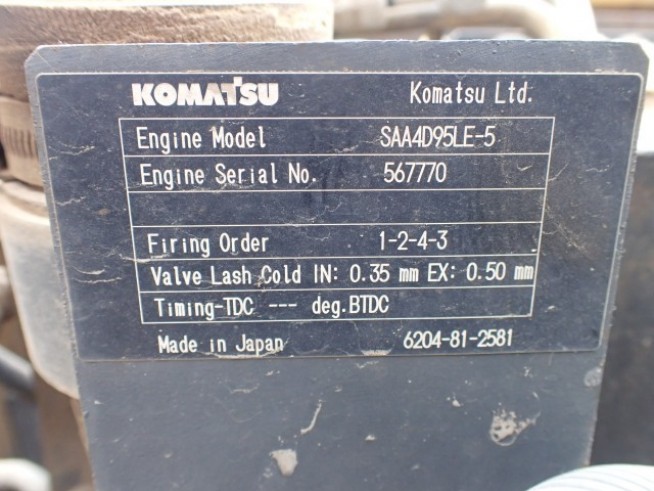 KOMATSU Komatsu Ltd.
Engine Model SAA4D95LE-5
Engine Serial No. 567770
Firing Order 1-2-4-3
Valve Lash Cold IN: 0.35 mm EX: 0.50 mm
Timing-TDC --- deg.BTDC
Made in Japan 6204-81-2581